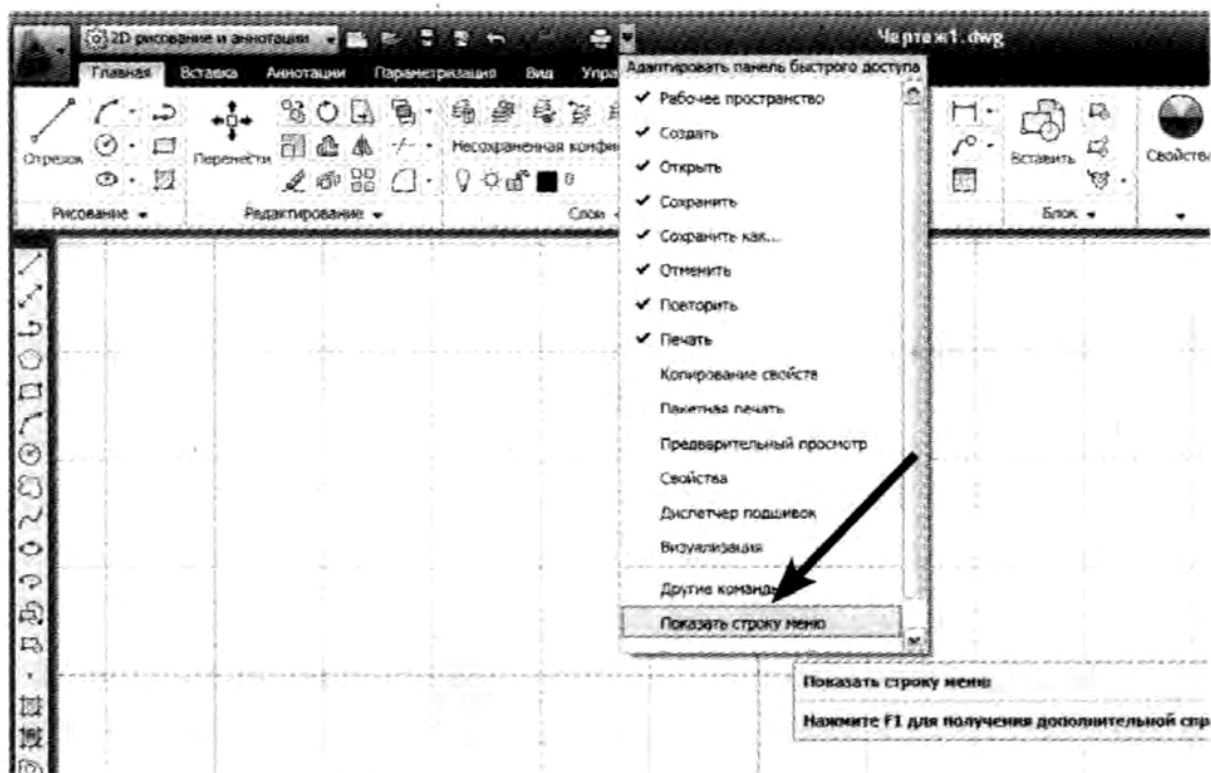 2D рисование и аннотации
Чертеж1.dwg
Главная Вставка Аннотации Параметризация Вид Упра
Адаптировать панель быстрого доступа
Рабочее пространство
Создать
Открыть
Сохранить
Сохранить как...
Отменить
Повторить
Печать
Копирование свойств
Пакетная печать
Предварительный просмотр
Свойства
Диспетчер подшивок
Визуализация
Другие команды
Показать строку меню
Отрезок
Перенести
Несохраненная конфи
0
Вставить
Свойства
Рисование
Редактирование
Слои
Блок
Показать строку меню
Нажмите F1 для получения дополнительной спр